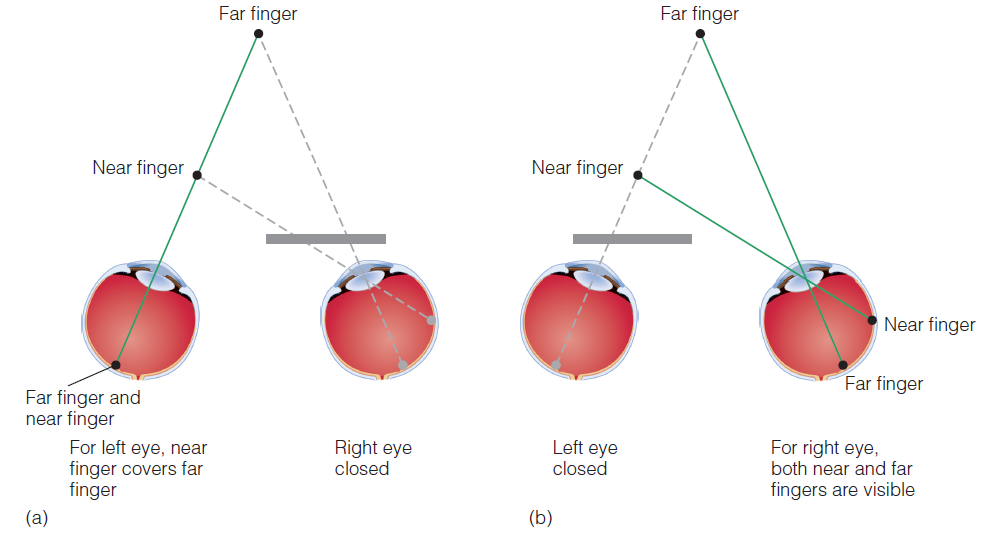 Far finger
Near finger
Far finger and
near finger
For left eye, near
finger covers far
finger
Right eye
closed
(a)
Far finger
Near finger
Near finger
Far finger
Left eye
closed
For right eye,
both near and far
fingers are visible
(b)